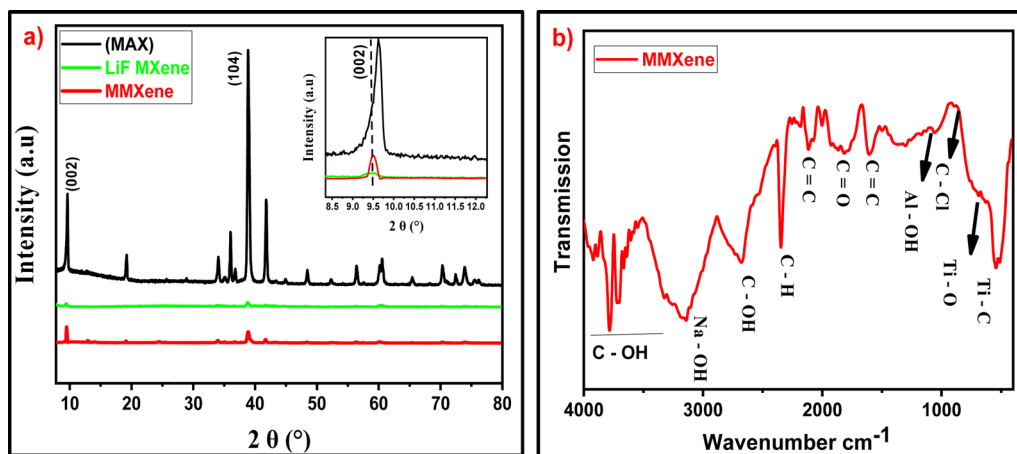 a)
(MAX)
LiF MXene
MMXene
(002)
(104)
Intensity (a.u)
10 20 30 40 50 60 70 80
2 θ (°)
(002)
Intensity (a.u)
8.5 9.0 9.5 10.0 10.5 11.0 11.5 12.0
2 θ (°)
b)
MMXene
Transmission
C - OH
Na - OH
C - OH
C - H
C = C
C = O
C = C
Al - OH
C - Cl
Ti - O
Ti - C
4000 3000 2000 1000
Wavenumber cm-1